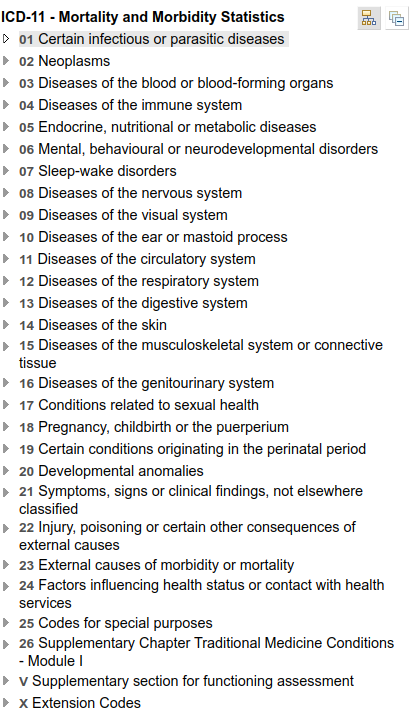 ICD-11 - Mortality and Morbidity Statistics
01 Certain infectious or parasitic diseases
02 Neoplasms
03 Diseases of the blood or blood-forming organs
04 Diseases of the immune system
05 Endocrine, nutritional or metabolic diseases
06 Mental, behavioural or neurodevelopmental disorders
07 Sleep-wake disorders
08 Diseases of the nervous system
09 Diseases of the visual system
10 Diseases of the ear or mastoid process
11 Diseases of the circulatory system
12 Diseases of the respiratory system
13 Diseases of the digestive system
14 Diseases of the skin
15 Diseases of the musculoskeletal system or connective
tissue
16 Diseases of the genitourinary system
17 Conditions related to sexual health
18 Pregnancy, childbirth or the puerperium
19 Certain conditions originating in the perinatal period
20 Developmental anomalies
21 Symptoms, signs or clinical findings, not elsewhere
classified
22 Injury, poisoning or certain other consequences of
external causes
23 External causes of morbidity or mortality
24 Factors influencing health status or contact with health
services
25 Codes for special purposes
26 Supplementary Chapter Traditional Medicine Conditions
- Module I
V Supplementary section for functioning assessment
X Extension Codes